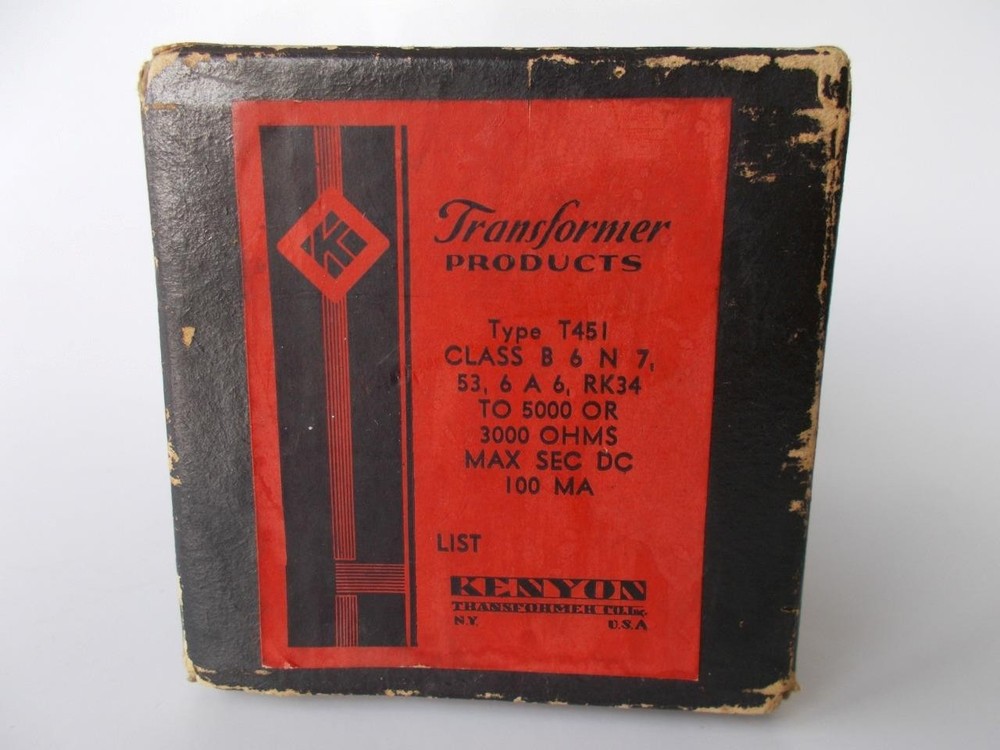 K
Transformer
PRODUCTS
Type T451
CLASS B 6 N 7,
53, 6 A 6, RK34
TO 5000 OR
3000 OHMS
MAX SEC DC
100 MA
LIST
KENYON
TRANSFORMER CO. Inc.
N.Y. U.S.A